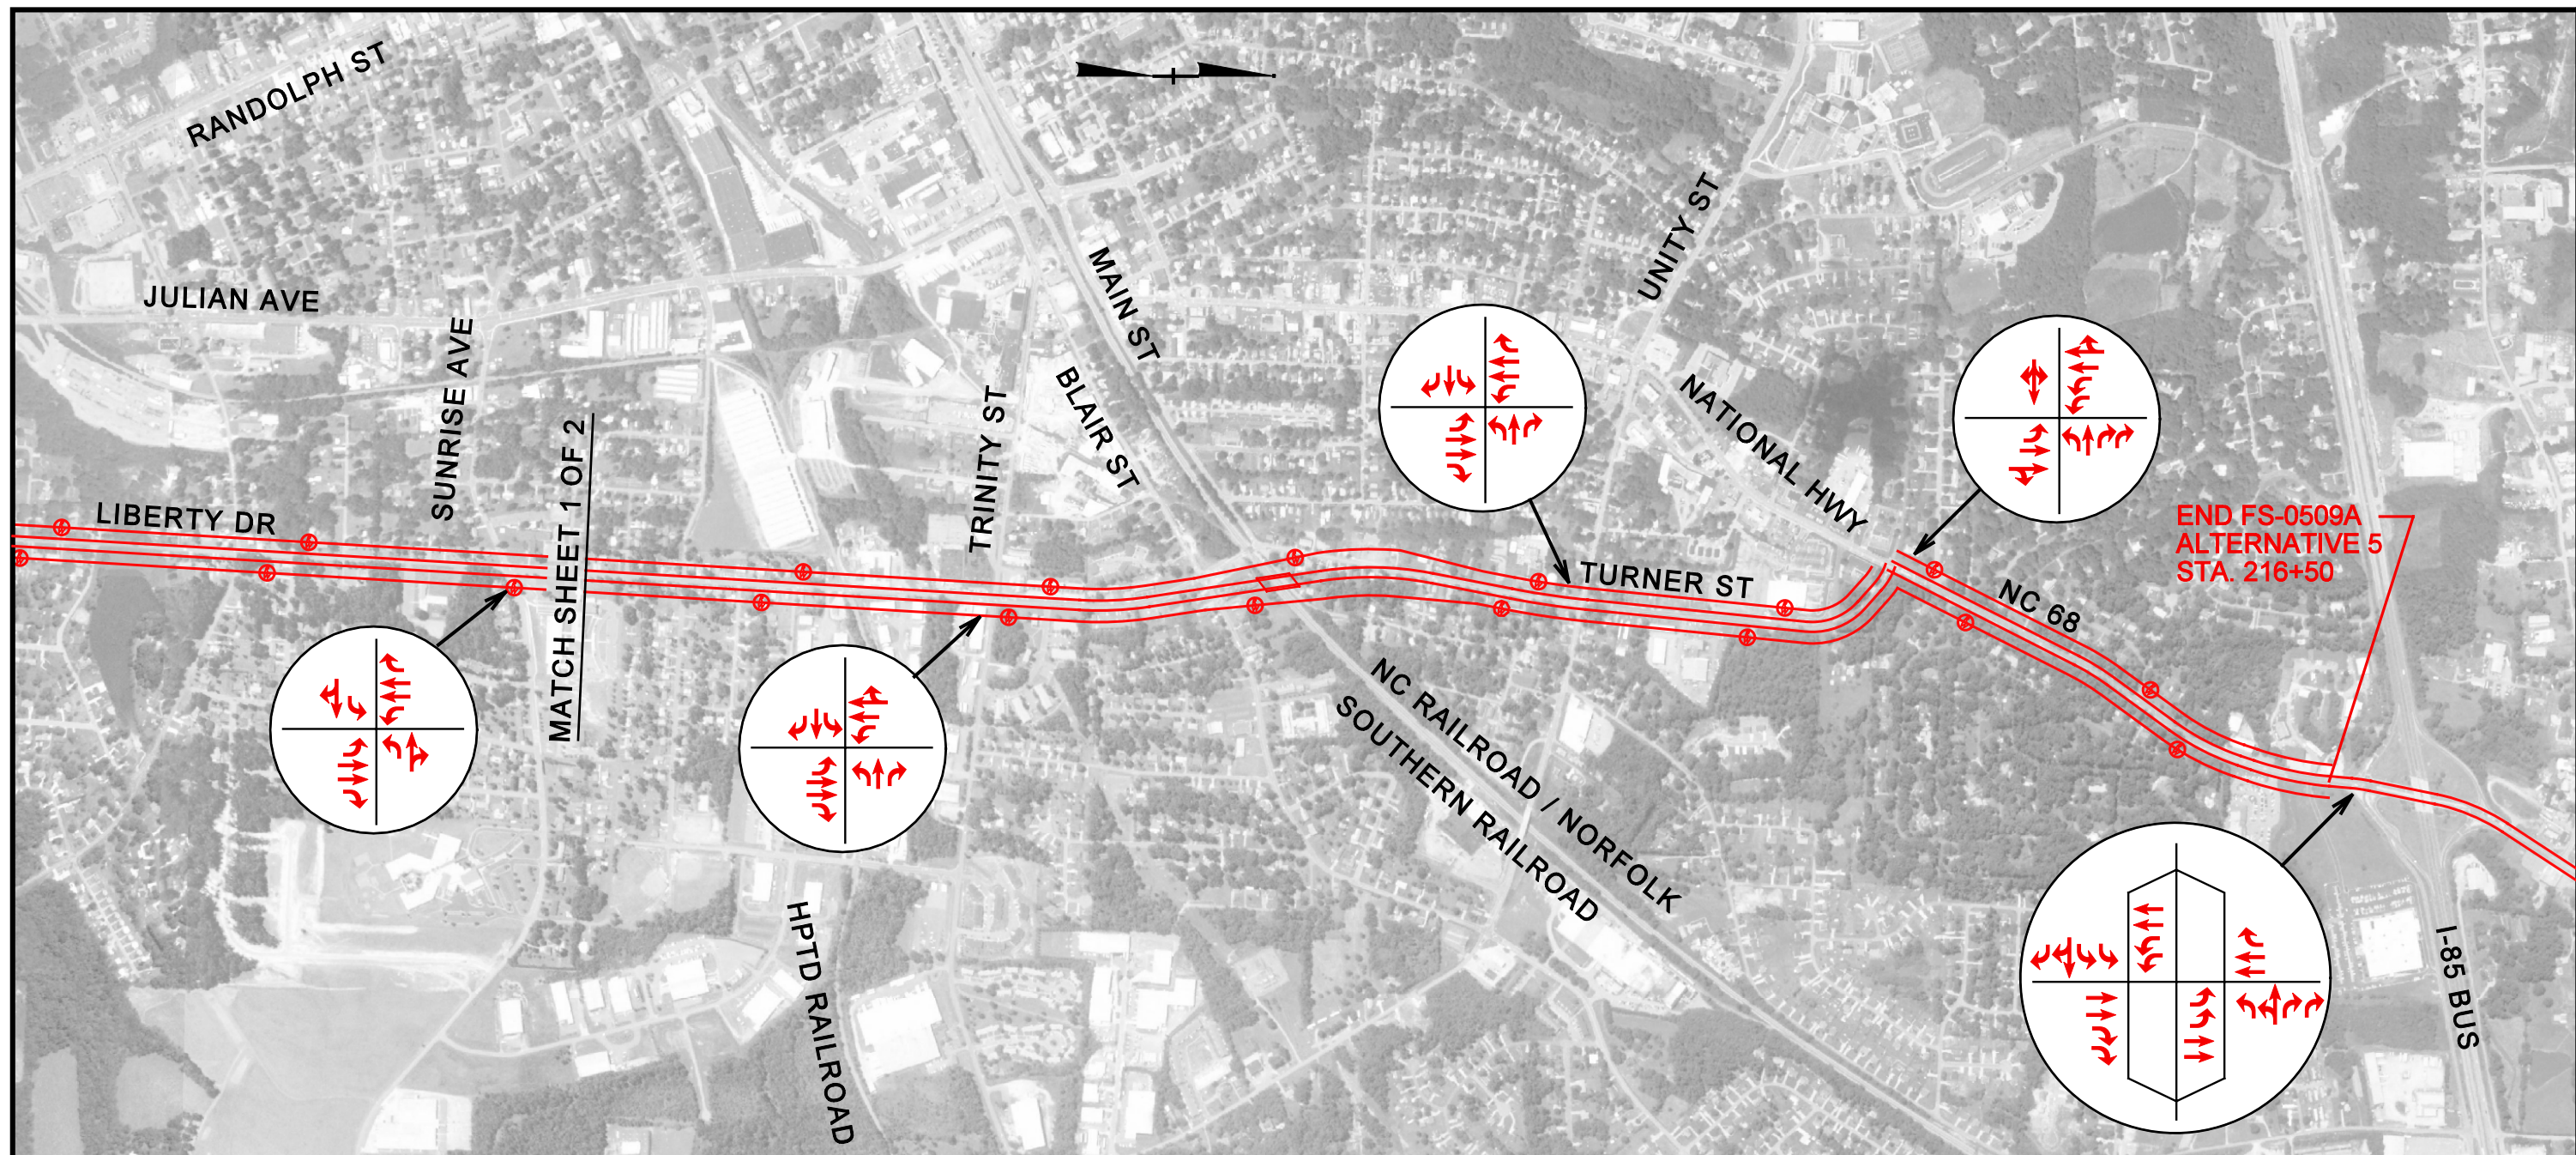 RANDOLPH ST
JULIAN AVE
SUNRISE AVE
LIBERTY DR
MATCH SHEET 1 OF 2
TRINITY ST
MAIN ST
BLAIR ST
UNITY ST
NATIONAL HWY
TURNER ST
NC 68
END FS-0509A
ALTERNATIVE 5
STA. 216+50
NC RAILROAD / NORFOLK
SOUTHERN RAILROAD
HPTD RAILROAD
I-85 BUS